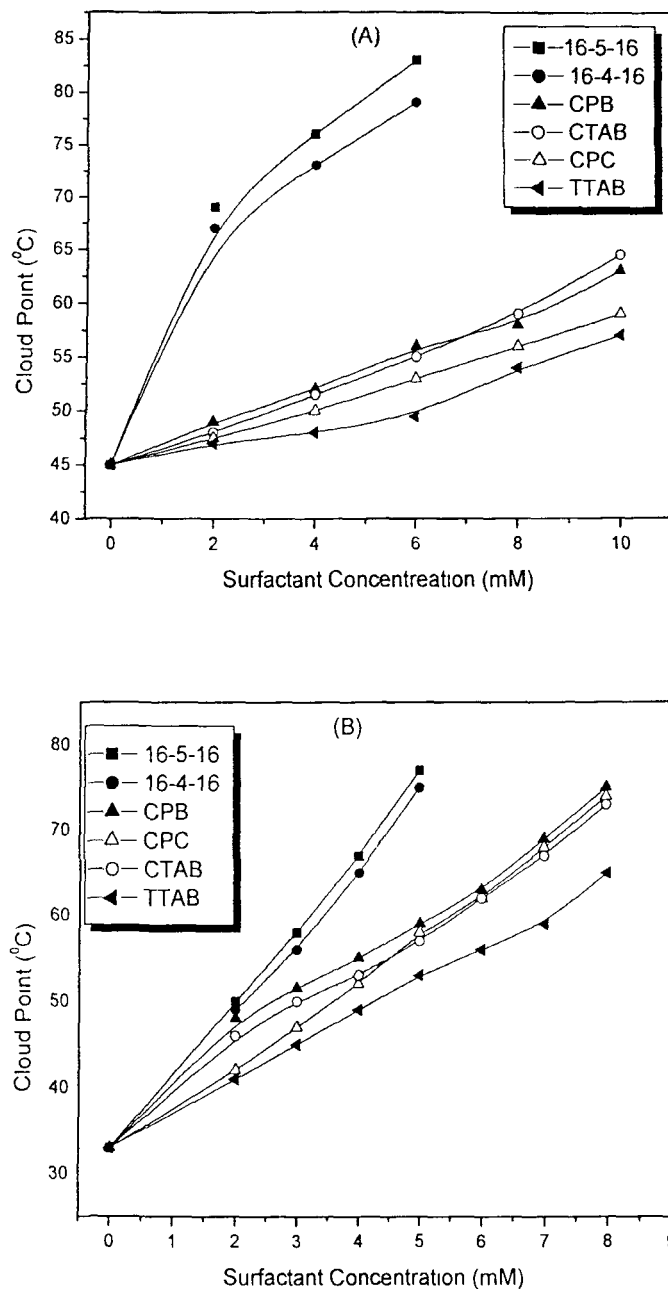 (A)
85
80
75
70
65
60
55
50
45
40
Cloud Point (⁰C)
0 2 4 6 8 10
Surfactant Concentreation (mM)
16-5-16
16-4-16
CPB
CTAB
CPC
TTAB
(B)
80
70
60
50
40
30
Cloud Point (⁰C)
0 1 2 3 4 5 6 7 8 9
Surfactant Concentration (mM)
16-5-16
16-4-16
CPB
CPC
CTAB
TTAB